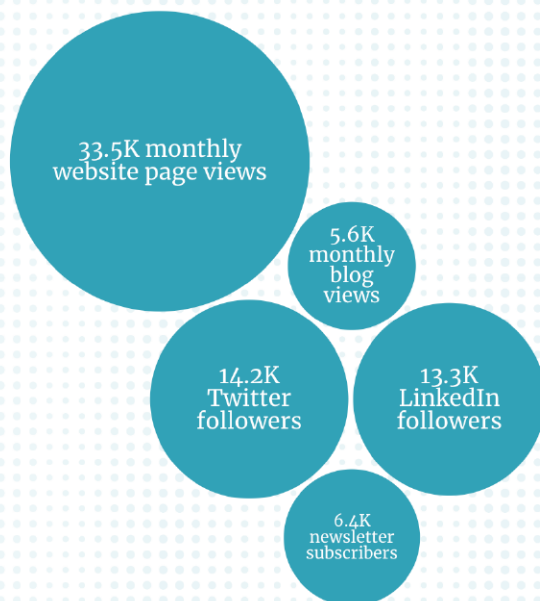 33.5K monthly
website page views
5.6K
monthly
blog
views
14.2K
Twitter
followers
13.3K
LinkedIn
followers
6.4K
newsletter
subscribers